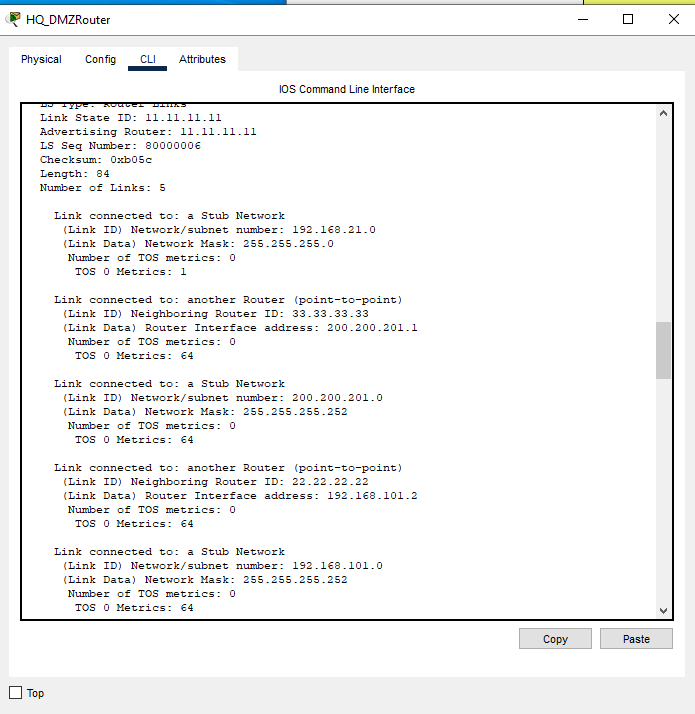 HQ_DMZRouter
Physical Config CLI Attributes
IOS Command Line Interface
LS Type: Router Links
Link State ID: 11.11.11.11
Advertising Router: 11.11.11.11
LS Seq Number: 80000006
Checksum: 0xb05c
Length: 84
Number of Links: 5
Link connected to: a Stub Network
(Link ID) Network/subnet number: 192.168.21.0
(Link Data) Network Mask: 255.255.255.0
Number of TOS metrics: 0
TOS 0 Metrics: 1
Link connected to: another Router (point-to-point)
(Link ID) Neighboring Router ID: 33.33.33.33
(Link Data) Router Interface address: 200.200.201.1
Number of TOS metrics: 0
TOS 0 Metrics: 64
Link connected to: a Stub Network
(Link ID) Network/subnet number: 200.200.201.0
(Link Data) Network Mask: 255.255.255.252
Number of TOS metrics: 0
TOS 0 Metrics: 64
Link connected to: another Router (point-to-point)
(Link ID) Neighboring Router ID: 22.22.22.22
(Link Data) Router Interface address: 192.168.101.2
Number of TOS metrics: 0
TOS 0 Metrics: 64
Link connected to: a Stub Network
(Link ID) Network/subnet number: 192.168.101.0
(Link Data) Network Mask: 255.255.255.252
Number of TOS metrics: 0
TOS 0 Metrics: 64
Copy Paste
Top